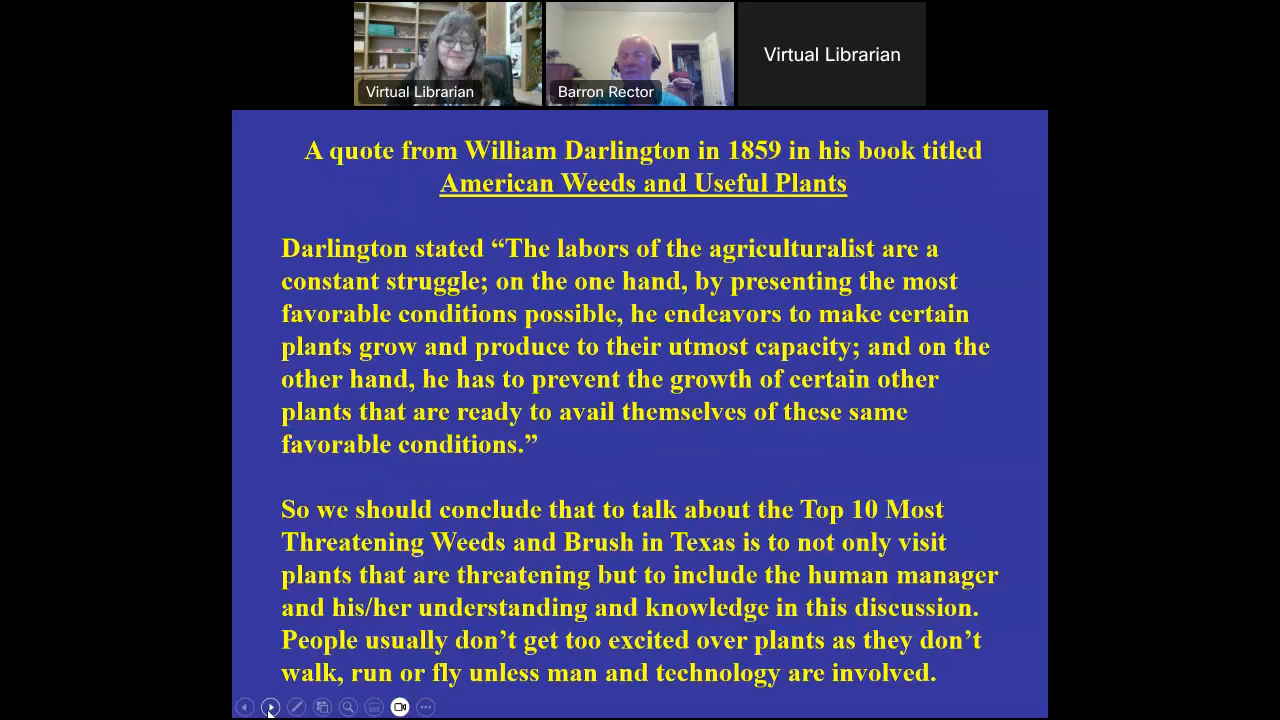 Virtual Librarian
Barron Rector
Virtual Librarian
A quote from William Darlington in 1859 in his book titled
American Weeds and Useful Plants
Darlington stated “The labors of the agriculturalist are a
constant struggle; on the one hand, by presenting the most
favorable conditions possible, he endeavors to make certain
plants grow and produce to their utmost capacity; and on the
other hand, he has to prevent the growth of certain other
plants that are ready to avail themselves of these same
favorable conditions.”
So we should conclude that to talk about the Top 10 Most
Threatening Weeds and Brush in Texas is to not only visit
plants that are threatening but to include the human manager
and his/her understanding and knowledge in this discussion.
People usually don’t get too excited over plants as they don’t
walk, run or fly unless man and technology are involved.